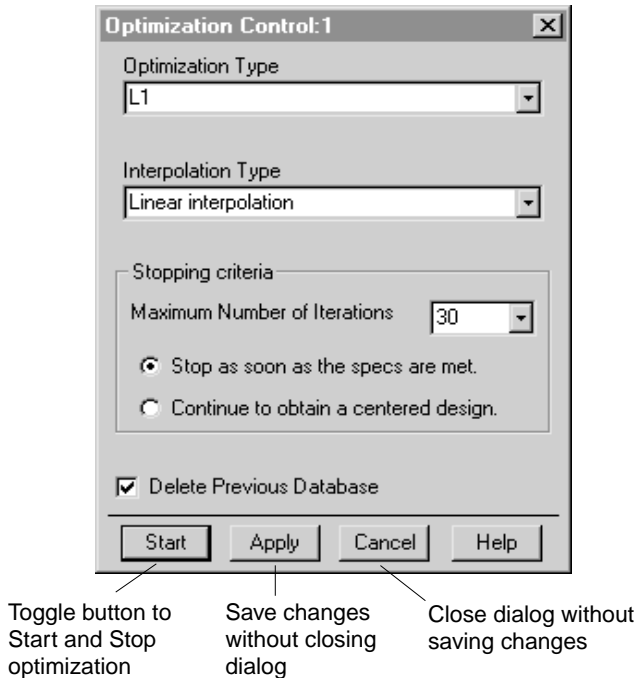 Optimization Control:1
Optimization Type
L1
Interpolation Type
Linear interpolation
Stopping criteria
Maximum Number of Iterations 30
Stop as soon as the specs are met.
Continue to obtain a centered design.
Delete Previous Database
Start Apply Cancel Help
Toggle button to
Start and Stop
optimization
Save changes
without closing
dialog
Close dialog without
saving changes